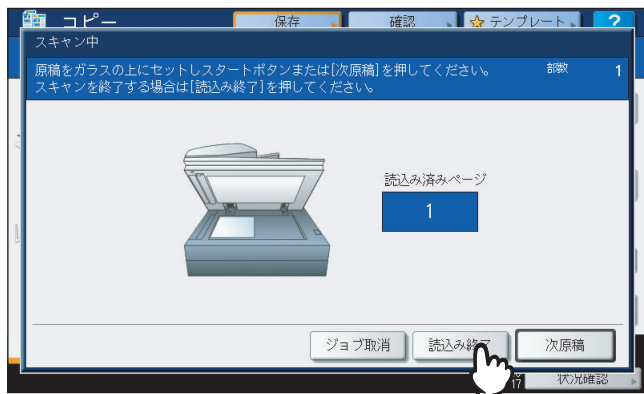 コピー 保存 確認 テンプレート ?
スキャン中
原稿をガラスの上にセットしスタートボタンまたは[次原稿]を押してください。 部数 1
スキャンを終了する場合は[読込み終了]を押してください。
読込み済みページ
1
ジョブ取消 読込み終了 次原稿
17 状況確認